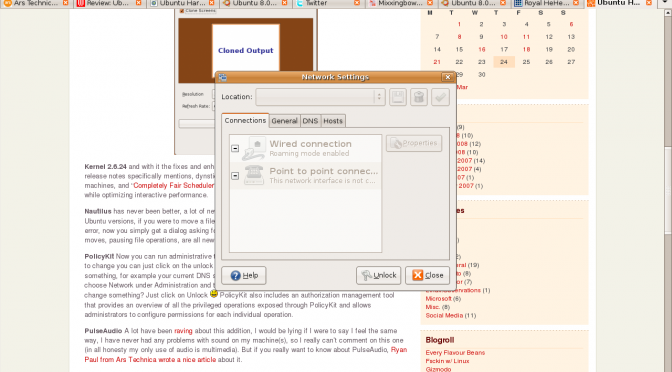 Ars Technic...
Review: Ub...
Ubuntu Har...
Ubuntu 8.0...
Twitter
Mixxingbow...
Ubuntu 8.0...
Royal HeHe...
Ubuntu H...
Clone Screens
Cloned Output
Resolution
Refresh Rate:
M T W T F S S
1 2 3 4 5 6
7 8 9 10 11 12 13
14 15 16 17 18 19 20
21 22 23 24 25 26 27
28 29 30
Mar
Network Settings
Location:
Connections General DNS Hosts
Wired connection
Roaming mode enabled
Point to point connec...
This network interface is not c...
Properties
Help Unlock Close
Kernel 2.6.24 and with it the fixes and enh
release notes specifically mentions, dynstic
machines, and "Completely Fair Scheduler
while optimizing interactive performance.
Nautilus has never been better, a lot of ne
Ubuntu versions, if you were to move a file
error, now you simply get a dialog asking f
moves, pausing file operations, are all new
PolicyKit Now you can run administrative t
to change you can just click on the unlock
something, for example your current DNS s
choose Network under Administration and t
change something? Just click on Unlock PolicyKit also includes an authorization management tool
that provides an overview of all the privileged operations exposed through PolicyKit and allows
administrators to configure permissions for each individual operation.
PulseAudio A lot have been raving about this addition, I would be lying if I were to say I feel the same
way, I have never had any problems with sound on my machine(s), so I really can't comment on this one
(in all honesty my only use of audio is multimedia). But if you really want to know about PulseAudio, Ryan
Paul from Ars Technica wrote a nice article about it.
(9)
8 (10)
08 (12)
2008 (10)
r 2007 (14)
r 2007 (4)
2007 (1)
2007 (1)
es
(4)
al (19)
o (8)
r (2)
Observations (1)
Microsoft (6)
Misc. (8)
Social Media (11)
Blogroll
Every Flavour Beans
Fsckin w/ Linux
Gizmodo